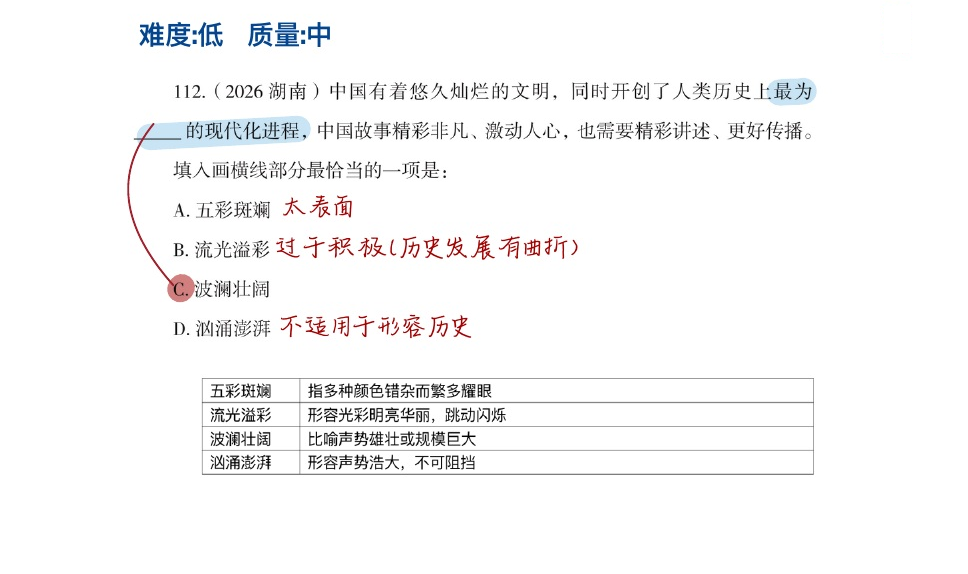 难度:低 质量:中
112.（2026 湖南）中国有着悠久灿烂的文明，同时开创了人类历史上最为
_____ 的现代化进程，中国故事精彩非凡、激动人心，也需要精彩讲述、更好传播。
填入画横线部分最恰当的一项是：
A. 五彩斑斓 太表面
B. 流光溢彩 过于积极(历史发展有曲折)
C. 波澜壮阔
D. 汹涌澎湃 不适用于形容历史
五彩斑斓 指多种颜色错杂而繁多耀眼
流光溢彩 形容光彩明亮华丽，跳动闪烁
波澜壮阔 比喻声势雄壮或规模巨大
汹涌澎湃 形容声势浩大，不可阻挡